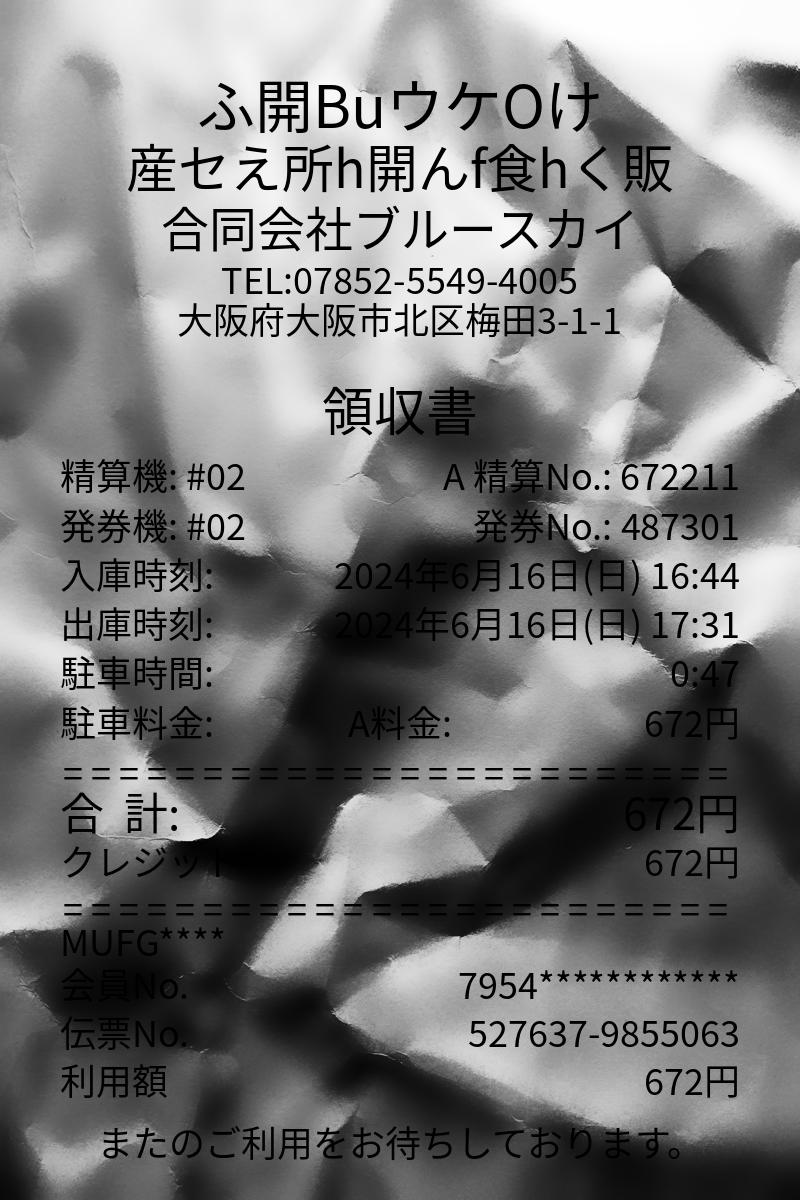 ふ開BuウケOけ
産セえ所h開んf食hく販
合同会社ブルースカイ
TEL:07852-5549-4005
大阪府大阪市北区梅田3-1-1
領収書
精算機: #02 A 精算No.: 672211
発券機: #02 発券No.: 487301
入庫時刻: 2024年6月16日(日) 16:44
出庫時刻: 2024年6月16日(日) 17:31
駐車時間: 0:47
駐車料金: A料金: 672円
========================
合 計: 672円
クレジット 672円
========================
MUFG****
会員No. 7954************
伝票No. 527637-9855063
利用額 672円
またのご利用をお待ちしております。